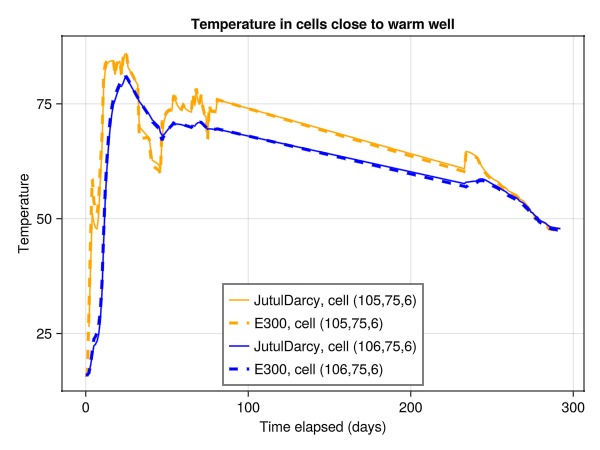 Temperature in cells close to warm well
75
50
25
Temperature
JutulDarcy, cell (105,75,6)
E300, cell (105,75,6)
JutulDarcy, cell (106,75,6)
E300, cell (106,75,6)
0 100 200 300
Time elapsed (days)